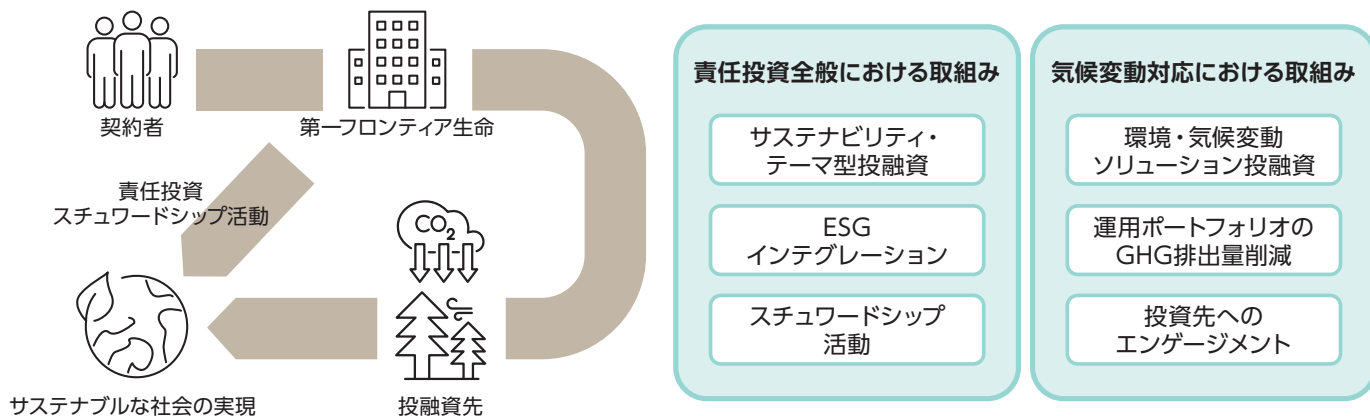 契約者
第一フロンティア生命
責任投資
スチュワードシップ活動
CO2
サステナブルな社会の実現
投融資先
責任投資全般における取組み
サステナビリティ・
テーマ型投融資
ESG
インテグレーション
スチュワードシップ
活動
気候変動対応における取組み
環境・気候変動
ソリューション投融資
運用ポートフォリオの
GHG排出量削減
投資先への
エンゲージメント